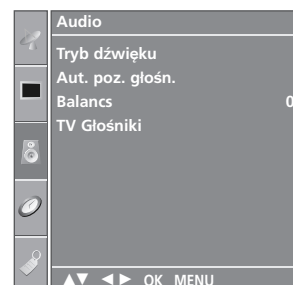 Audio
Tryb dźwięku
Aut. poz. głośn.
Balancs 0
TV Głośniki
▲▼ ◄► OK MENU